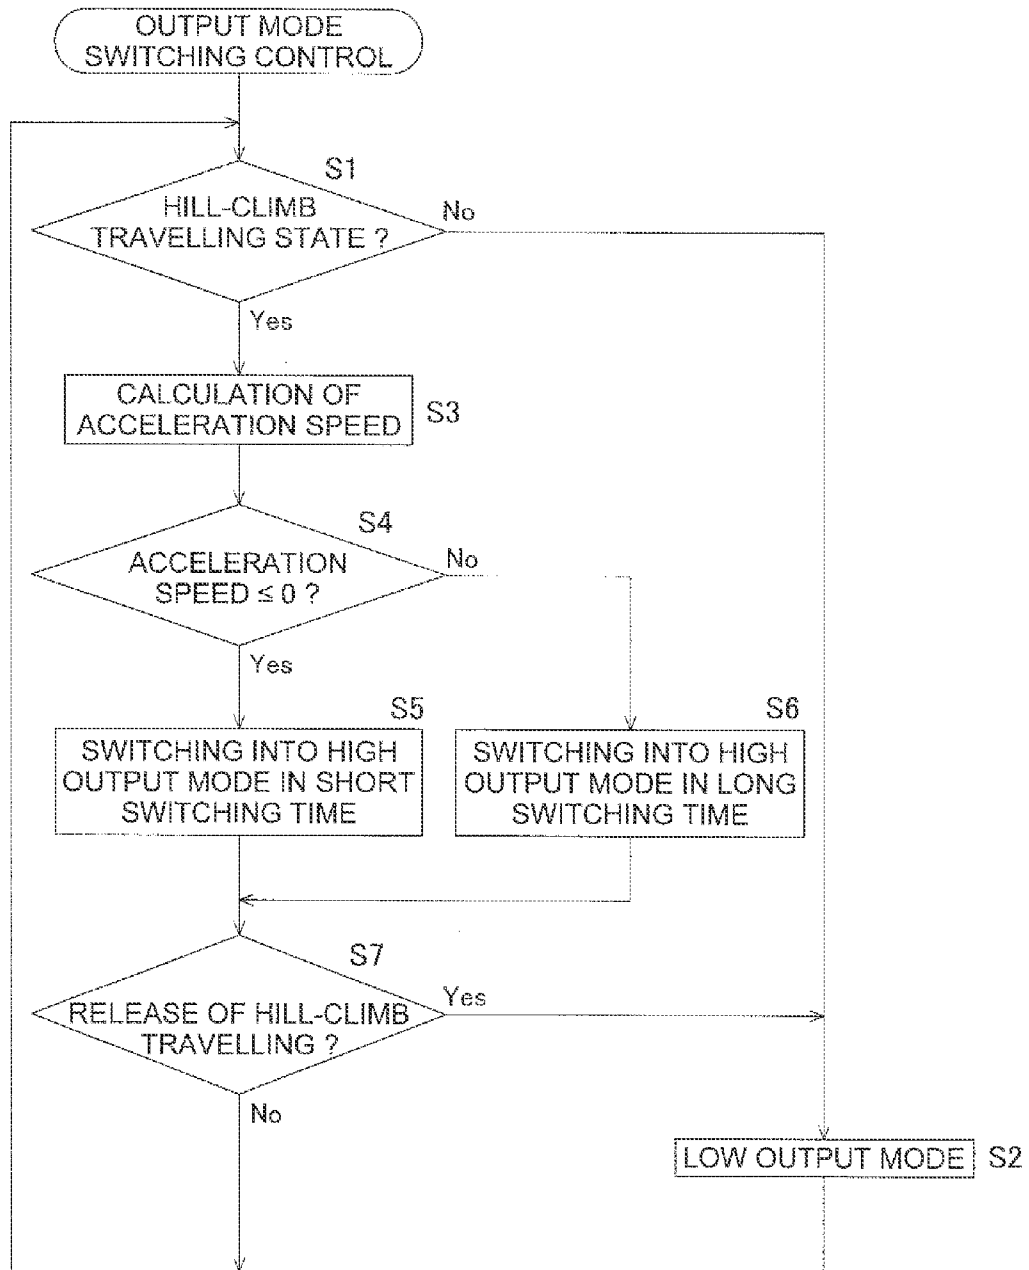 OUTPUT MODE
SWITCHING CONTROL
S1
HILL-CLIMB
TRAVELLING STATE ?
No
Yes
CALCULATION OF
ACCELERATION SPEED
S3
S4
ACCELERATION
SPEED ≤ 0 ?
No
Yes
S5
SWITCHING INTO HIGH
OUTPUT MODE IN SHORT
SWITCHING TIME
S6
SWITCHING INTO HIGH
OUTPUT MODE IN LONG
SWITCHING TIME
S7
RELEASE OF HILL-CLIMB
TRAVELLING ?
Yes
No
LOW OUTPUT MODE
S2